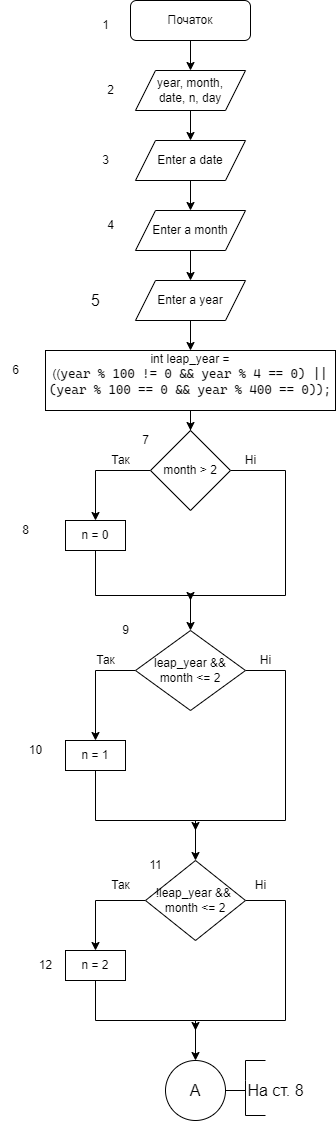 1
Початок
2
year, month,
date, n, day
3
Enter a date
4
Enter a month
5
Enter a year
6
int leap_year =
((year % 100 != 0 && year % 4 == 0) ||
(year % 100 == 0 && year % 400 == 0));
7
month > 2
Так
Ні
8
n = 0
9
leap_year &&
month <= 2
Так
Ні
10
n = 1
11
!leap_year &&
month <= 2
Так
Ні
12
n = 2
A
На ст. 8